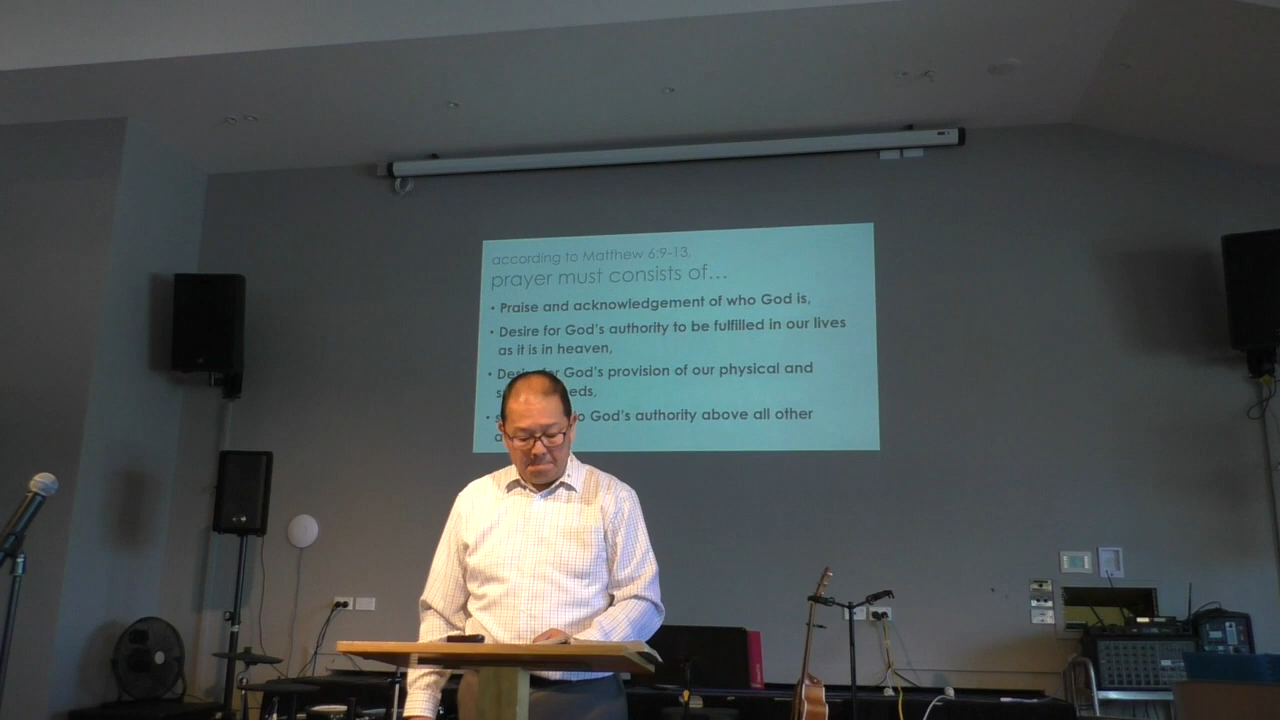 according to Matthew 6:9-13,
prayer must consists of...
• Praise and acknowledgement of who God is,
• Desire for God's authority to be fulfilled in our lives
as it is in heaven,
• for God's provision of our physical and
• God's authority above all other